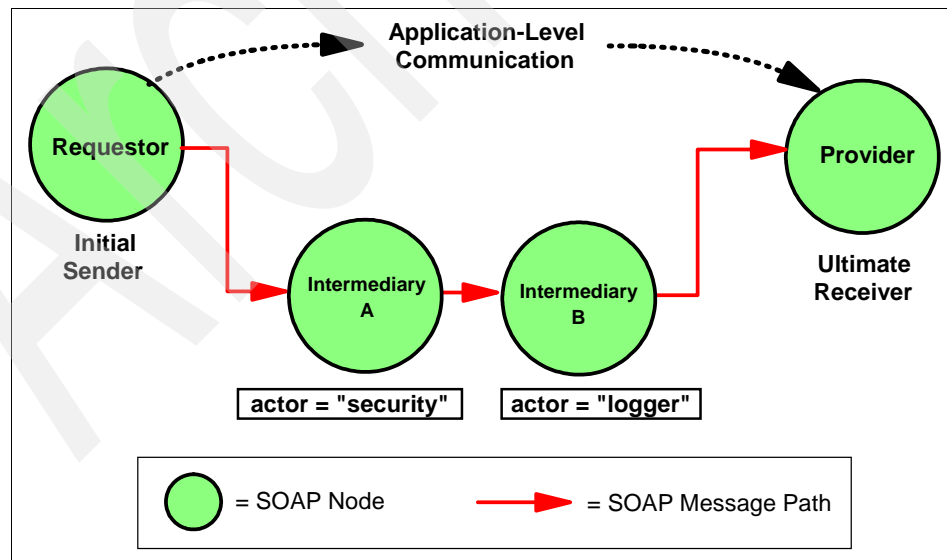 Application-Level
Communication
Requestor
Provider
Initial
Sender
Ultimate
Receiver
Intermediary
A
Intermediary
B
actor = "security"
actor = "logger"
= SOAP Node
= SOAP Message Path